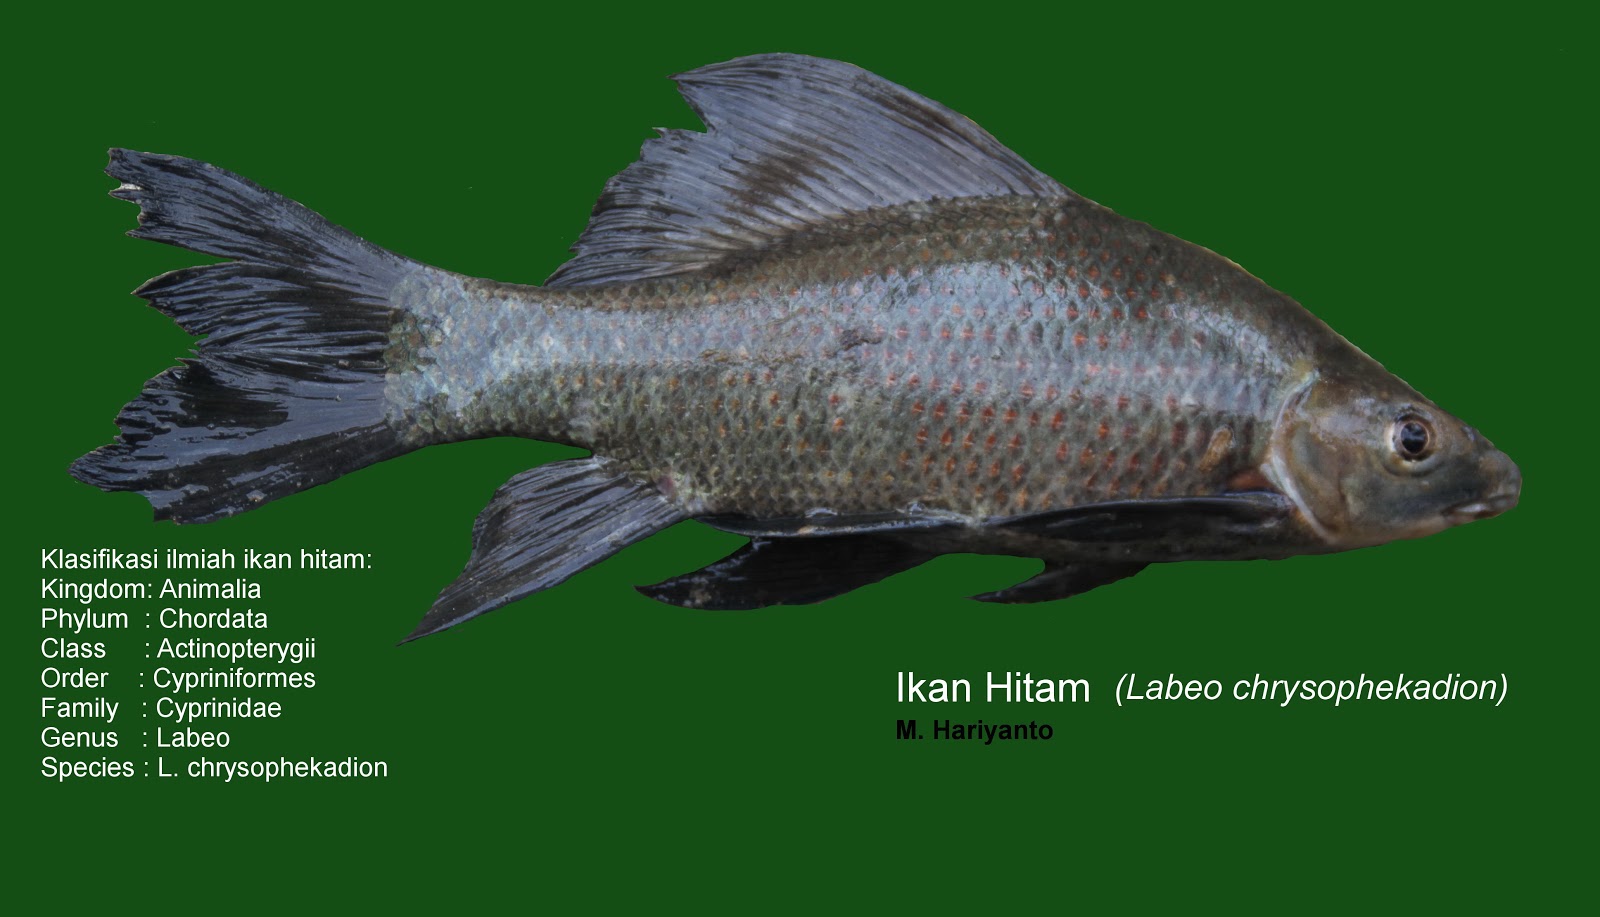 Klasifikasi ilmiah ikan hitam:
Kingdom: Animalia
Phylum : Chordata
Class : Actinopterygii
Order : Cypriniformes
Family : Cyprinidae
Genus : Labeo
Species : L. chrysophekadion
Ikan Hitam (Labeo chrysophekadion)
M. Hariyanto